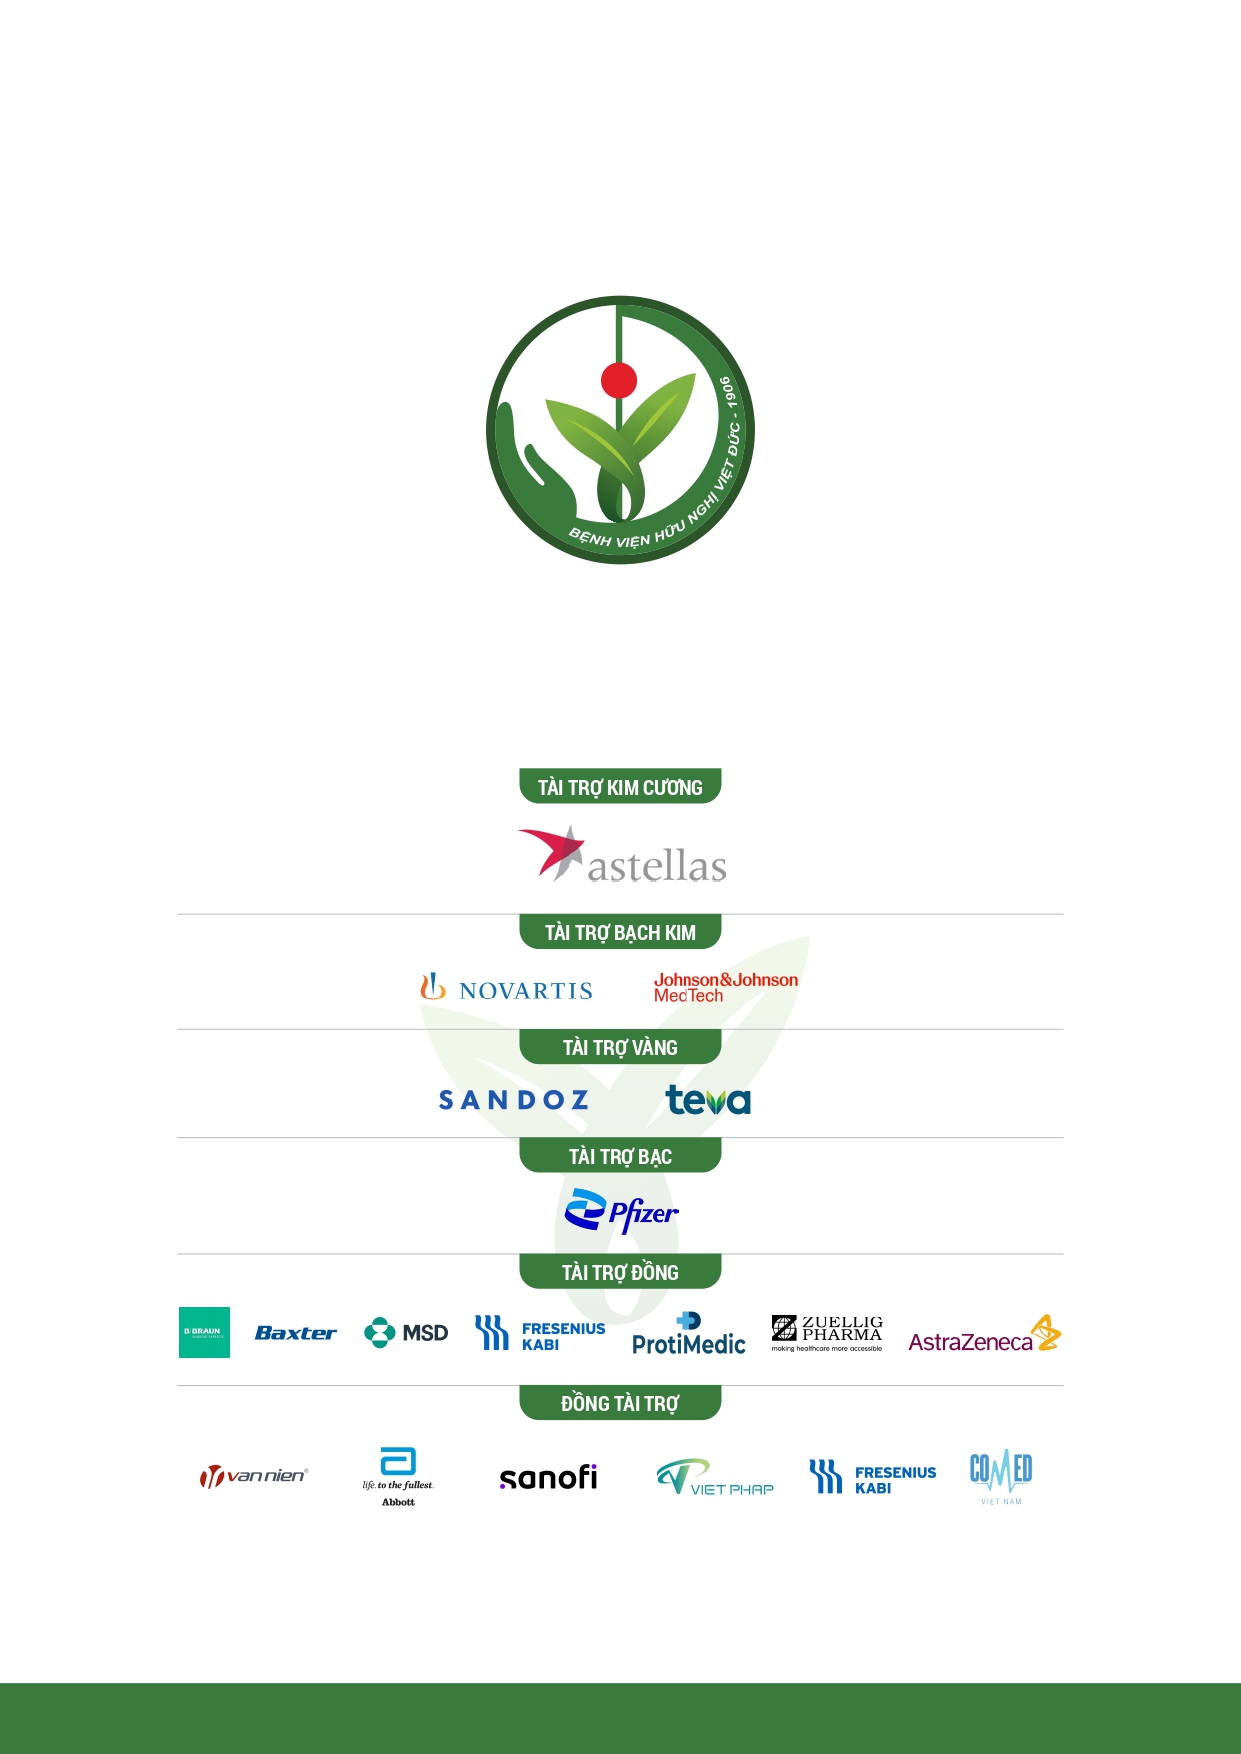 BỆNH VIỆN HỮU NGHỊ VIỆT ĐỨC - 1906
TÀI TRỢ KIM CƯƠNG
astellas
TÀI TRỢ BẠCH KIM
NOVARTIS
Johnson&Johnson
MedTech
TÀI TRỢ VÀNG
SANDOZ
teva
TÀI TRỢ BẠC
Pfizer
TÀI TRỢ ĐỒNG
B|BRAUN
Baxter
MSD
FRESENIUS
KABI
ProtiMedic
ZUELLIG
PHARMA
making healthcare more accessible
AstraZeneca
ĐỒNG TÀI TRỢ
van nien®
life. to the fullest.
Abbott
sanofi
VIET PHAP
FRESENIUS
KABI
COMED
VIET NAM